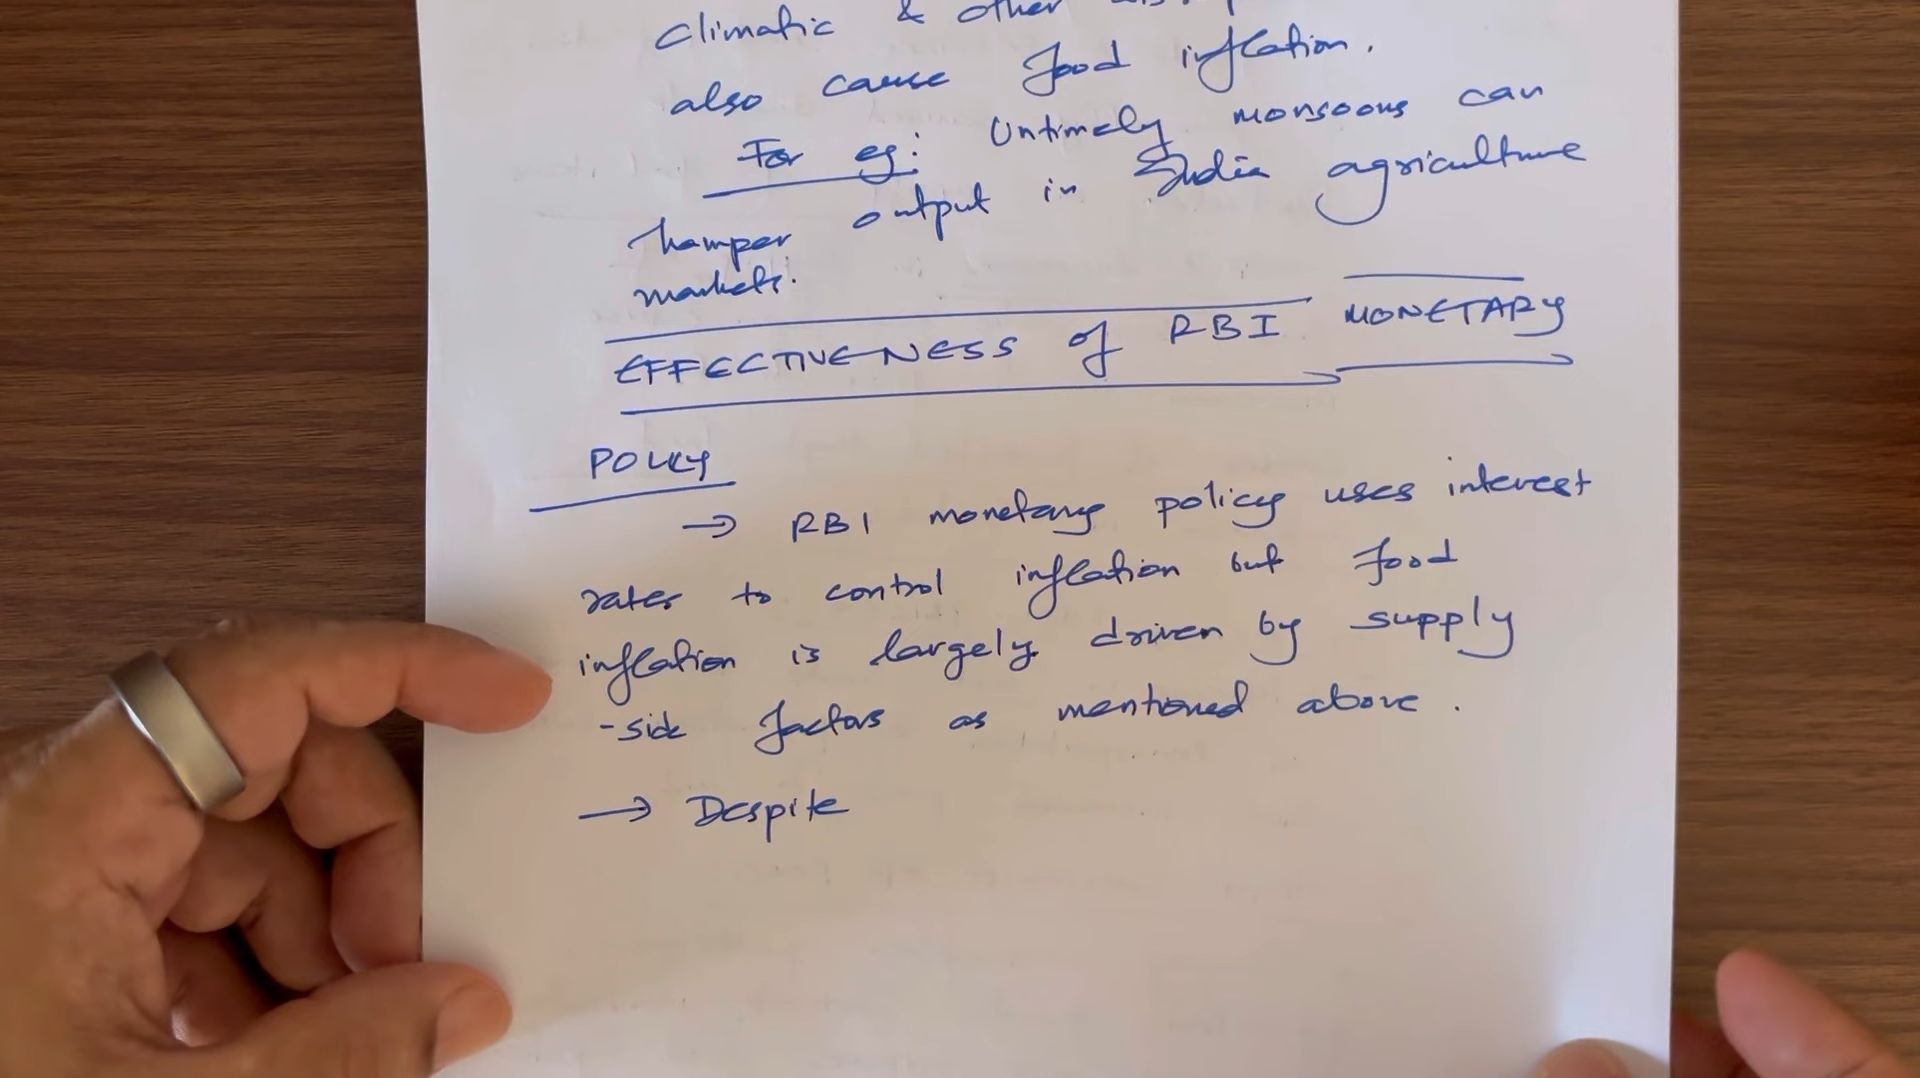 climatic & other
also cause food inflation.
For eg: Untimely monsoons can
hamper output in India agriculture
markets.
EFFECTIVENESS of RBI MONETARY
POLICY
→ RBI monetary policy uses interest
rates to control inflation but food
inflation is largely driven by supply
-side factors as mentioned above.
→ Despite